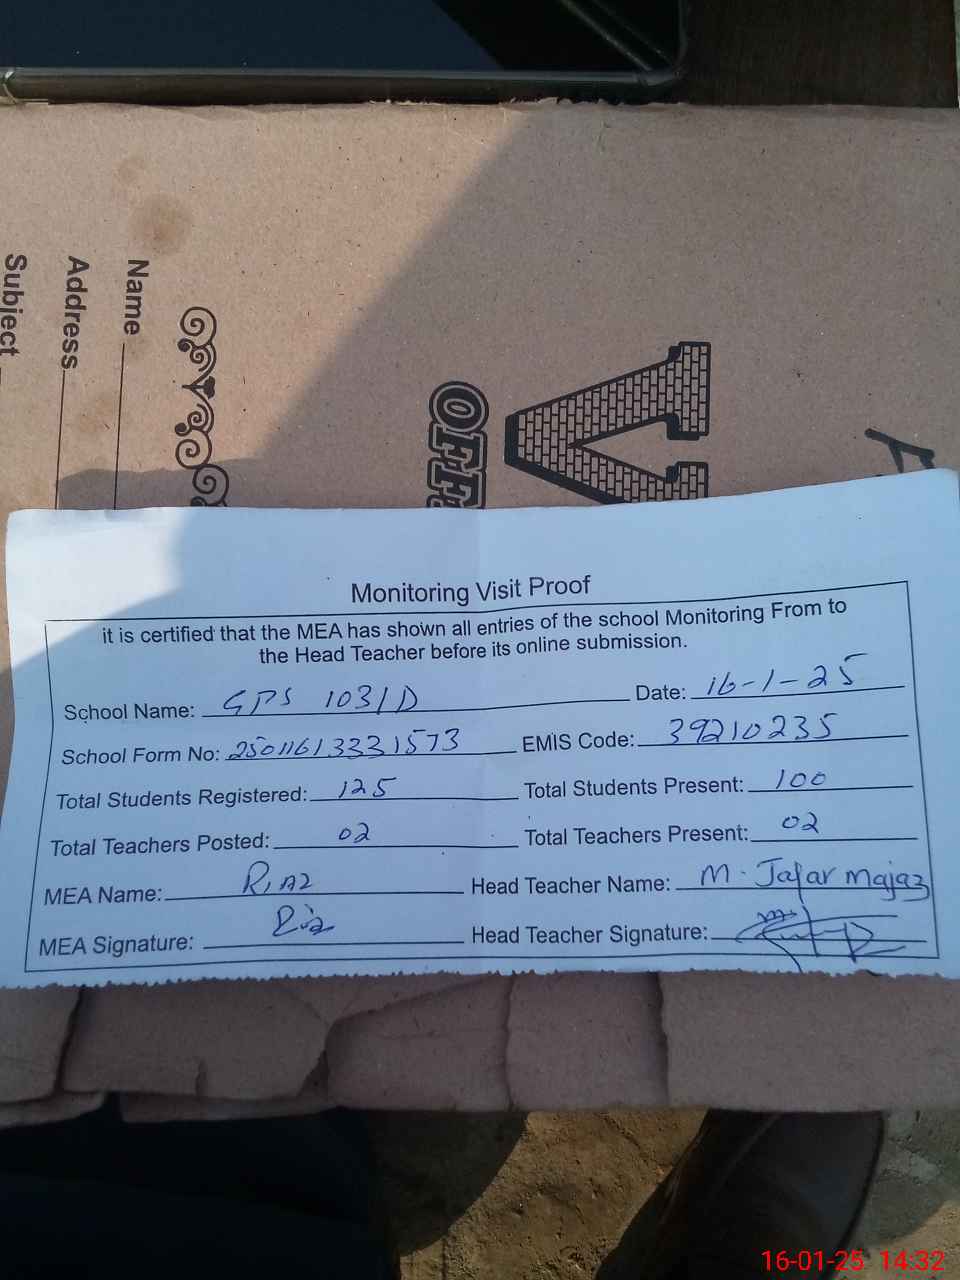 Subject
Address
Name
OFF
V
Monitoring Visit Proof
it is certified that the MEA has shown all entries of the school Monitoring From to
the Head Teacher before its online submission.
School Name: GPS 103/D Date: 16-1-25
School Form No: 25011613331573 EMIS Code: 39210235
Total Students Registered: 125 Total Students Present: 100
Total Teachers Posted: 02 Total Teachers Present: 02
MEA Name: Riaz Head Teacher Name: M. Jafar majaz
MEA Signature: Head Teacher Signature:
16-01-25 14:32